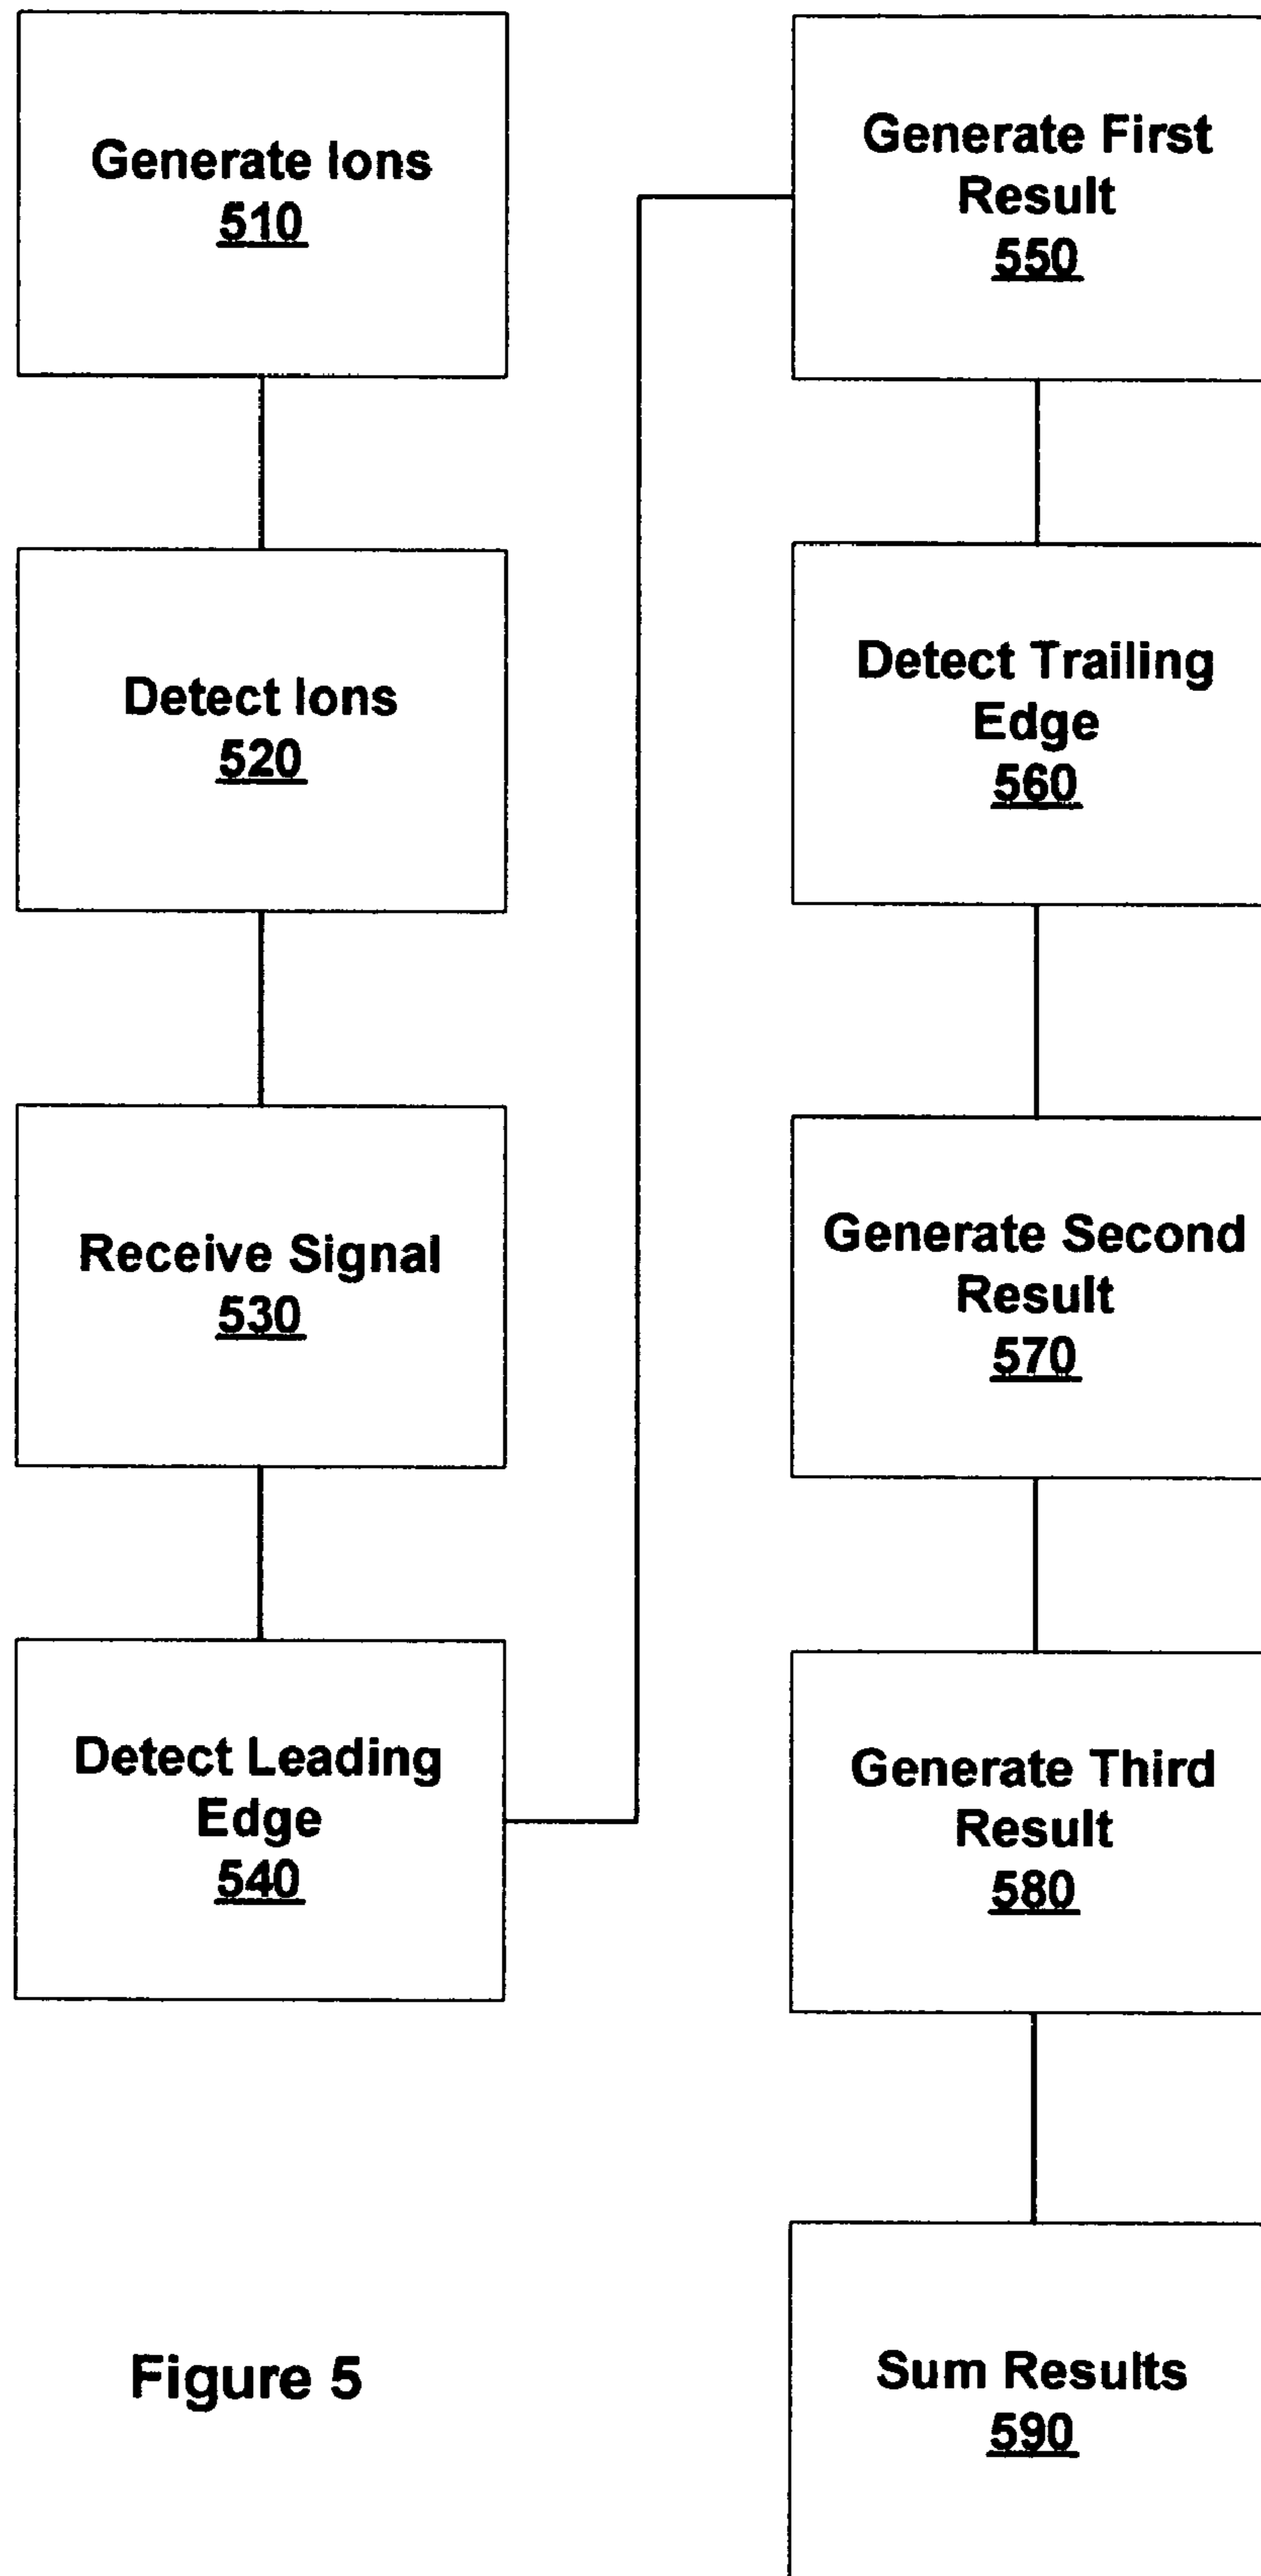 Generate Ions
510
Detect Ions
520
Receive Signal
530
Detect Leading
Edge
540
Generate First
Result
550
Detect Trailing
Edge
560
Generate Second
Result
570
Generate Third
Result
580
Sum Results
590
Figure 5